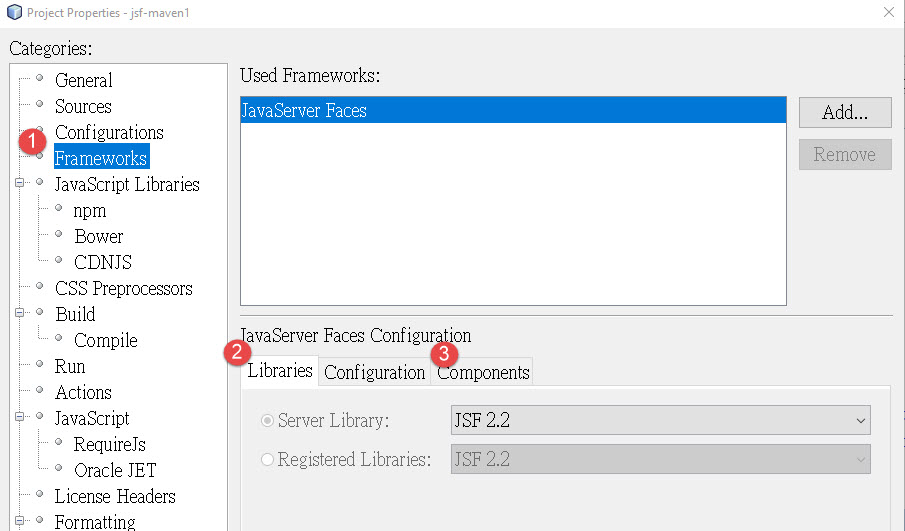 Project Properties - jsf-maven1
Categories:
General
Sources
Configurations
1
Frameworks
JavaScript Libraries
npm
Bower
CDNJS
CSS Preprocessors
Build
Compile
Run
Actions
JavaScript
RequireJs
Oracle JET
License Headers
Formatting
Used Frameworks:
JavaServer Faces
Add...
Remove
JavaServer Faces Configuration
2
3
Libraries Configuration Components
Server Library: JSF 2.2
Registered Libraries: JSF 2.2